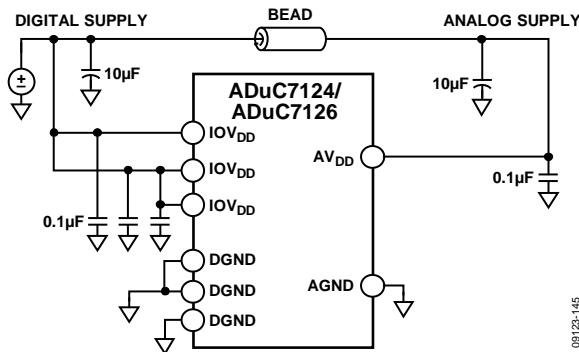 DIGITAL SUPPLY
BEAD
ANALOG SUPPLY
10µF
ADuC7124/
ADuC7126
10µF
IOVDD
AVDD
IOVDD
0.1µF
IOVDD
0.1µF
DGND
DGND
AGND
DGND
09123-145